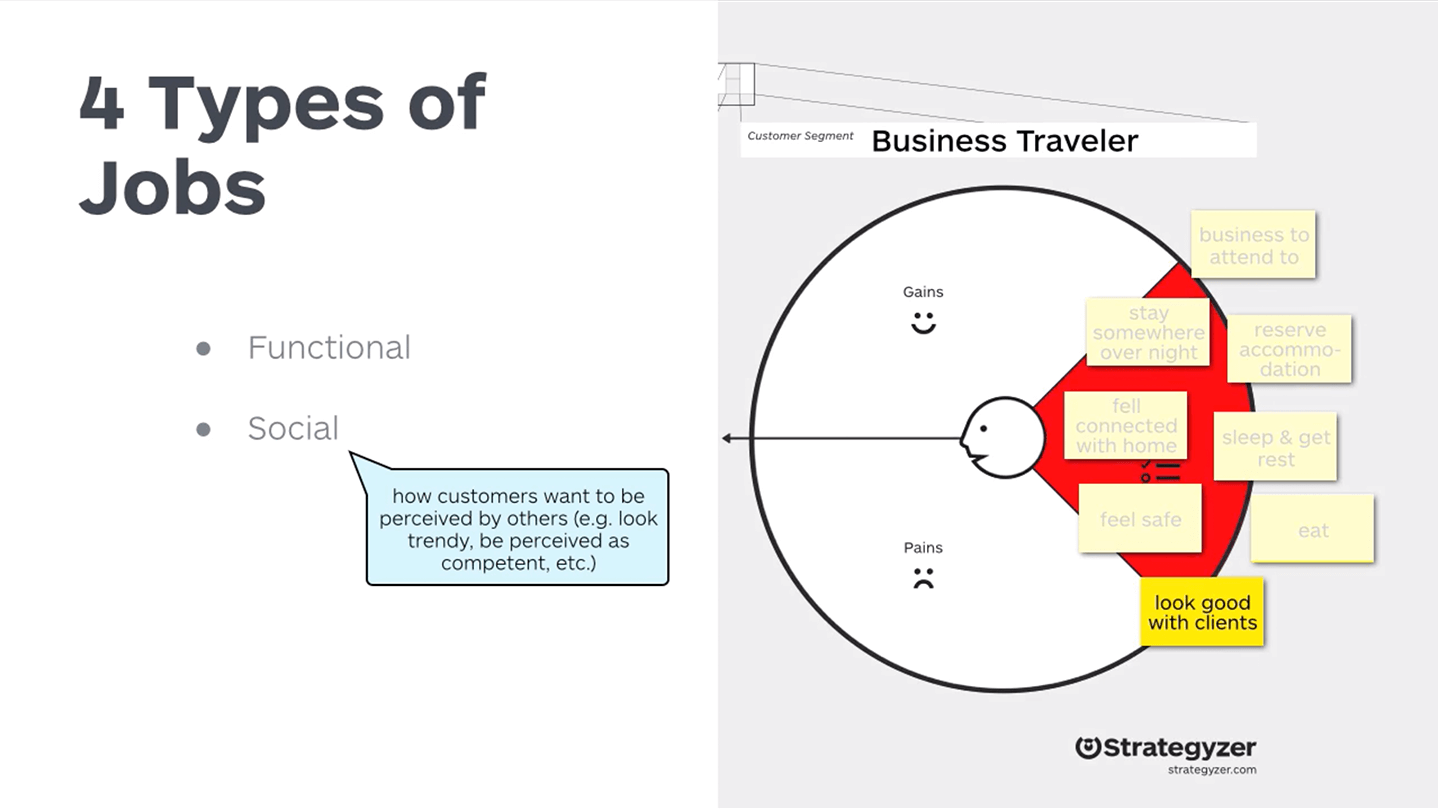 4 Types of
Jobs
Functional
Social
how customers want to be
perceived by others (e.g. look
trendy, be perceived as
competent, etc.)
Customer Segment
Business Traveler
Gains
Pains
business to
attend to
stay
somewhere
over night
reserve
accommo-
dation
fell
connected
with home
sleep & get
rest
feel safe
eat
look good
with clients
Strategyzer
strategyzer.com